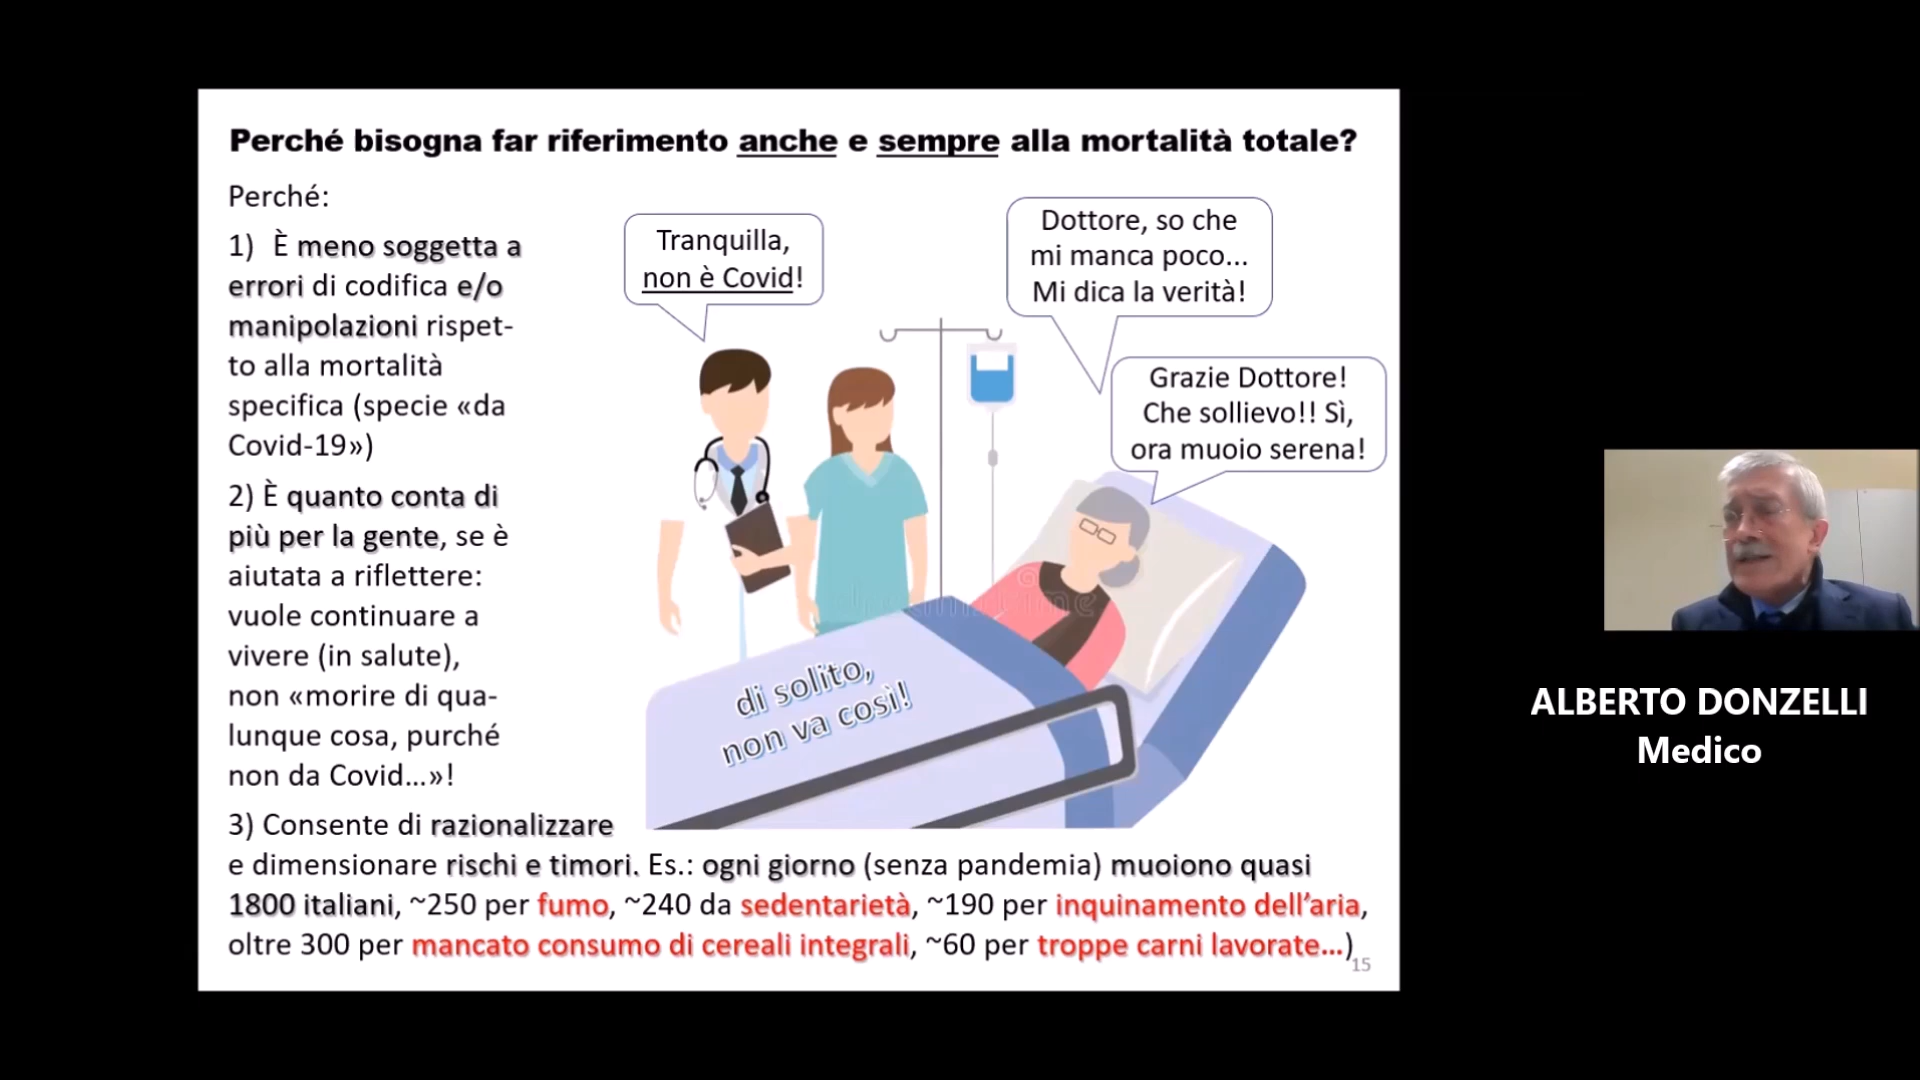 Perché bisogna far riferimento anche e sempre alla mortalità totale?
Perché:
1) È meno soggetta a
errori di codifica e/o
manipolazioni rispet-
to alla mortalità
specifica (specie «da
Covid-19»)
2) È quanto conta di
più per la gente, se è
aiutata a riflettere:
vuole continuare a
vivere (in salute),
non «morire di qua-
lunque cosa, purché
non da Covid...»!
3) Consente di razionalizzare
e dimensionare rischi e timori. Es.: ogni giorno (senza pandemia) muoiono quasi
1800 italiani, ~250 per fumo, ~240 da sedentarietà, ~190 per inquinamento dell’aria,
oltre 300 per mancato consumo di cereali integrali, ~60 per troppe carni lavorate...)
15
Tranquilla,
non è Covid!
Dottore, so che
mi manca poco...
Mi dica la verità!
Grazie Dottore!
Che sollievo!! Sì,
ora muoio serena!
di solito,
non va così!
ALBERTO DONZELLI
Medico